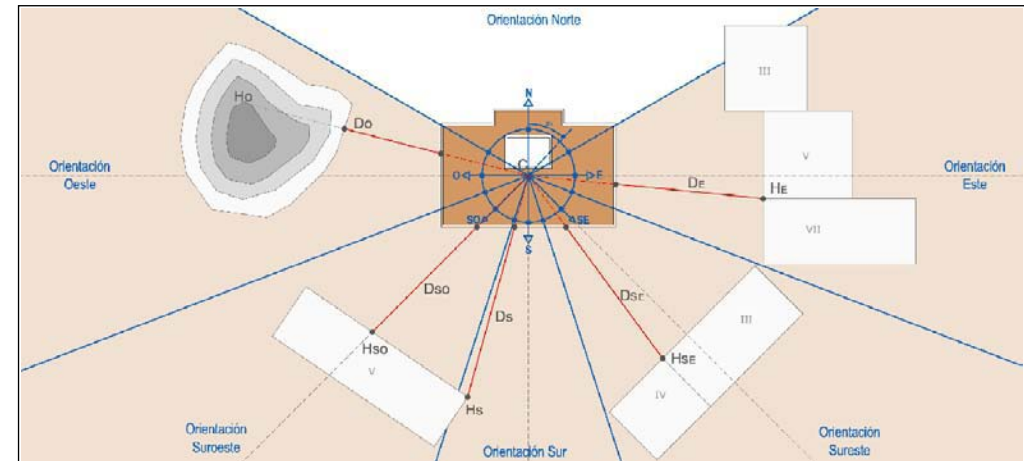 Orientación Norte
III
HO
DO
N
C
V
Orientación
Oeste
O
E
DE
HE
Orientación
Este
SO
SE
S
VII
DSO
DS
DSE
III
HSO
V
HSE
IV
HS
Orientación
Suroeste
Orientación Sur
Orientación
Sureste